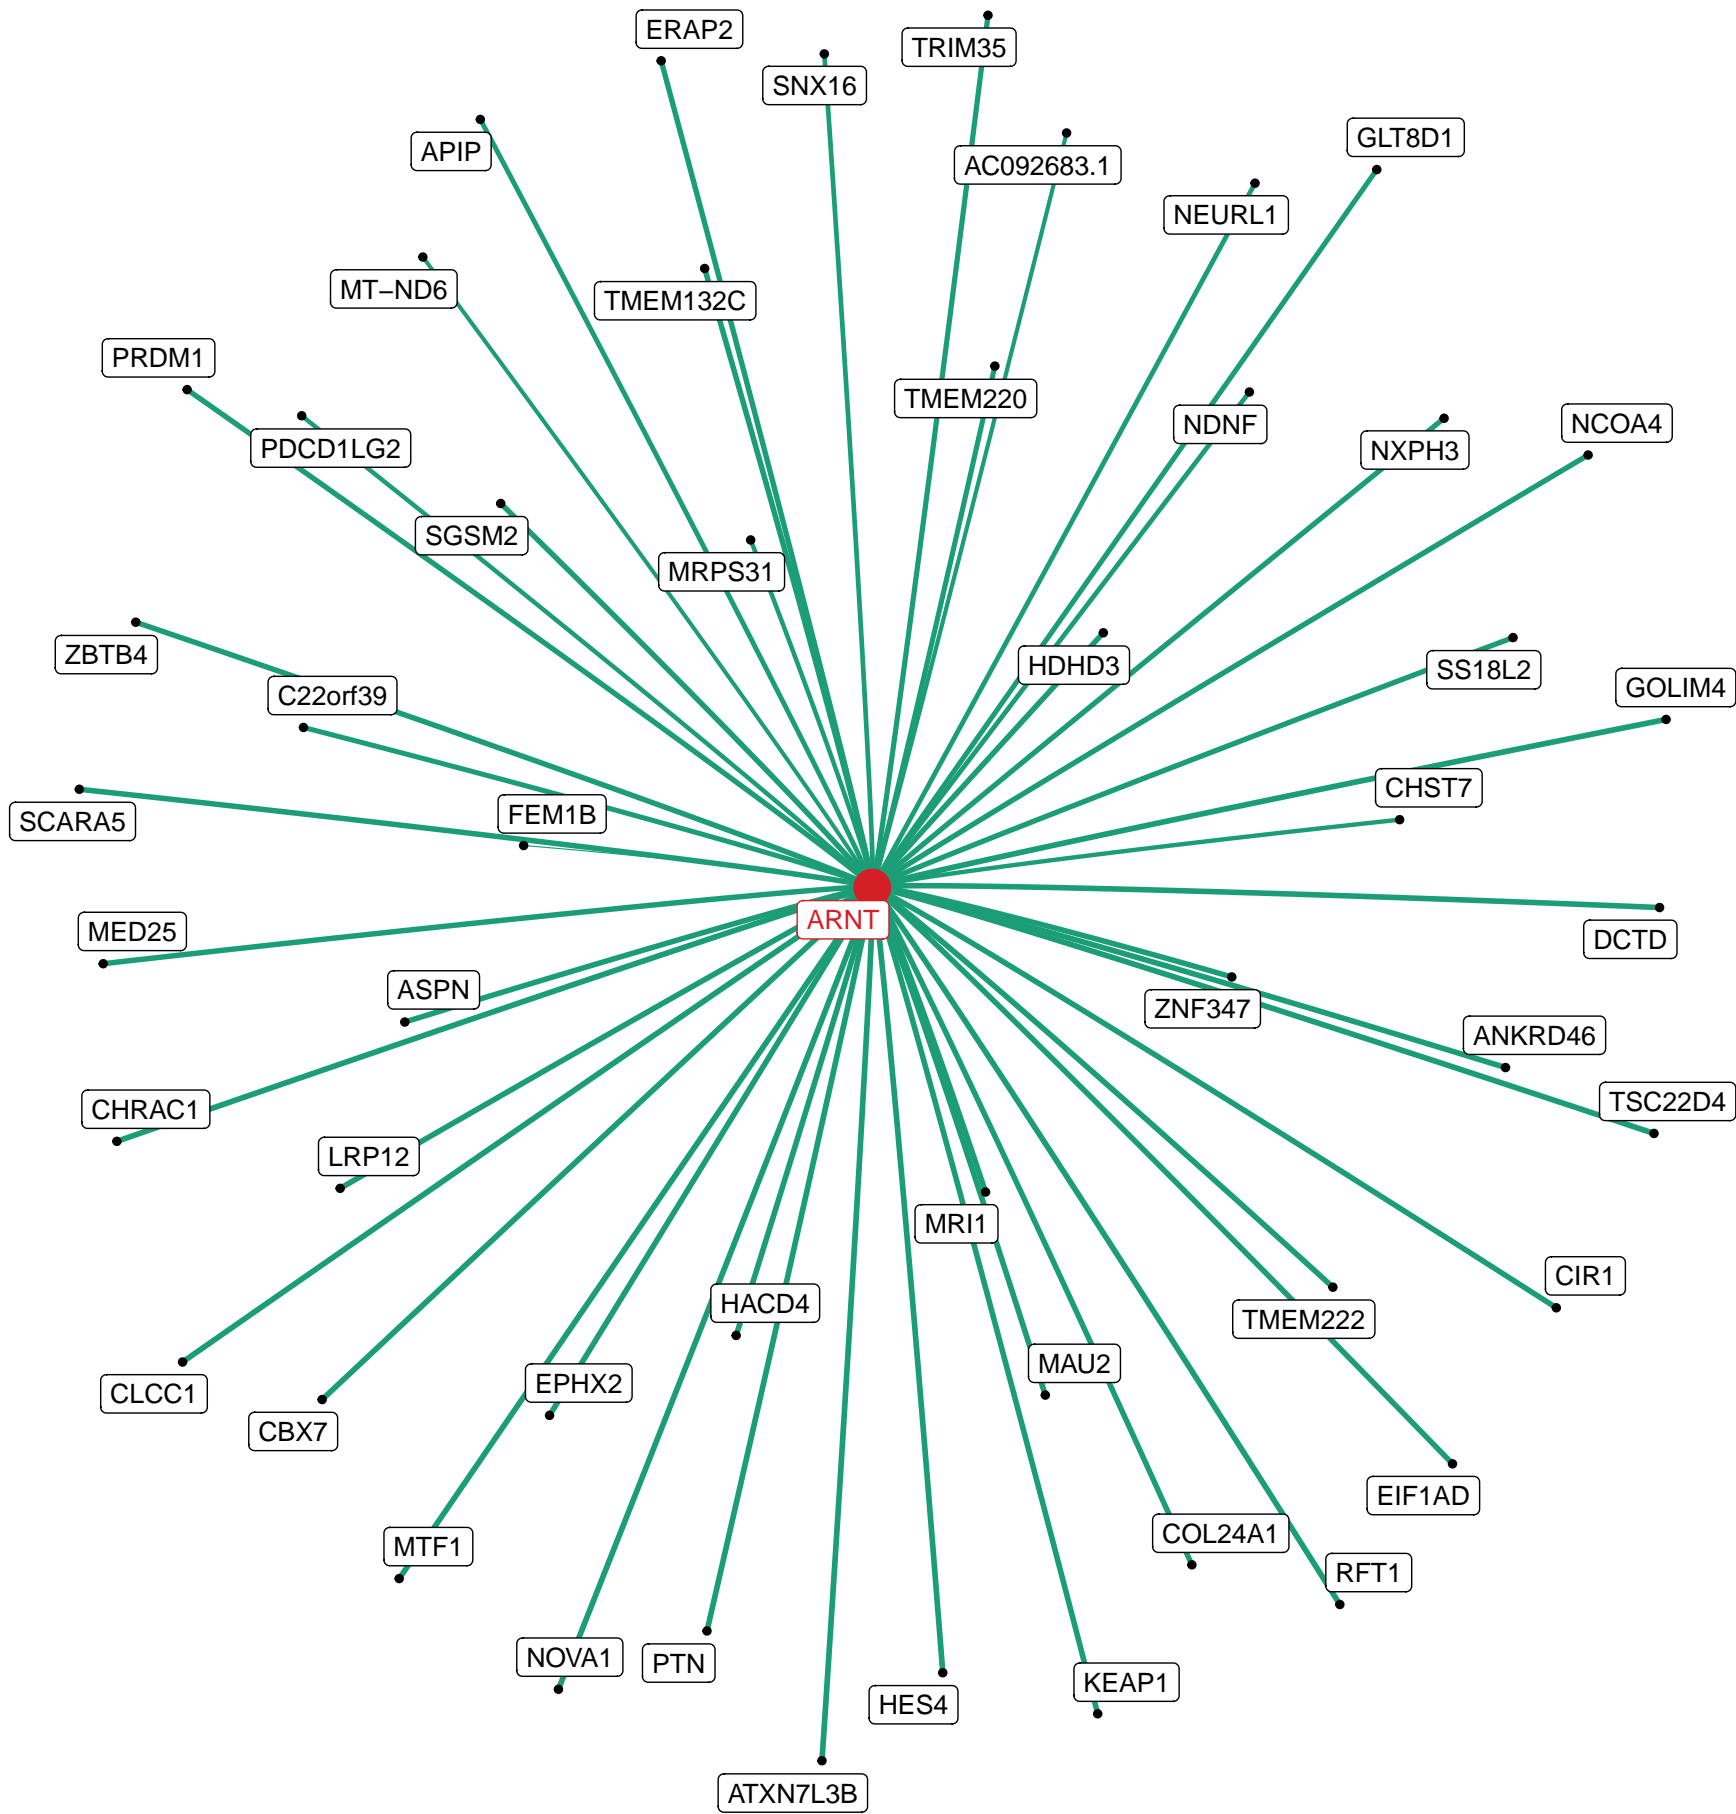 ERAP2
TRIM35
SNX16
GLT8D1
APIP
AC092683.1
NEURL1
MT−ND6
TMEM132C
PRDM1
TMEM220
NCOA4
NDNF
PDCD1LG2
NXPH3
SGSM2
MRPS31
ZBTB4
HDHD3
SS18L2
GOLIM4
C22orf39
CHST7
FEM1B
SCARA5
ARNT
MED25
DCTD
ASPN
ZNF347
ANKRD46
TSC22D4
CHRAC1
LRP12
MRI1
CIR1
HACD4
TMEM222
MAU2
EPHX2
CLCC1
CBX7
EIF1AD
COL24A1
MTF1
RFT1
NOVA1
PTN
KEAP1
HES4
ATXN7L3B